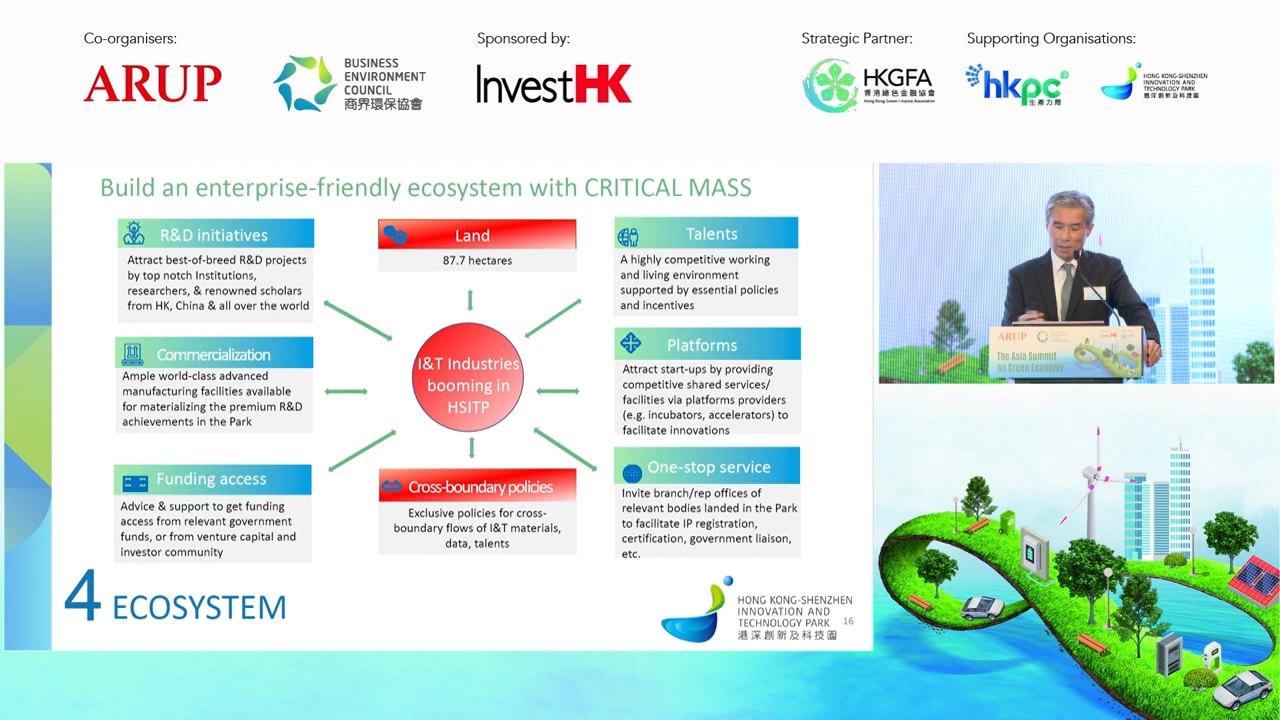 Co-organisers:
Sponsored by:
Strategic Partner:
Supporting Organisations:
ARUP
BUSINESS
ENVIRONMENT
COUNCIL
商界環保協會
InvestHK
HKGFA
香港綠色金融協會
Hong Kong Green Finance Association
hkpc
生產力局
HONG KONG-SHENZHEN
INNOVATION AND
TECHNOLOGY PARK
港深創新及科技園
Build an enterprise-friendly ecosystem with CRITICAL MASS
R&D initiatives
Attract best-of-breed R&D projects
by top notch Institutions,
researchers, & renowned scholars
from HK, China & all over the world
Land
87.7 hectares
Talents
A highly competitive working
and living environment
supported by essential policies
and incentives
Commercialization
Ample world-class advanced
manufacturing facilities available
for materializing the premium R&D
achievements in the Park
I&T Industries
booming in
HSITP
Platforms
Attract start-ups by providing
competitive shared services/
facilities via platforms providers
(e.g. incubators, accelerators) to
facilitate innovations
Funding access
Advice & support to get funding
access from relevant government
funds, or from venture capital and
investor community
Cross-boundary policies
Exclusive policies for cross-
boundary flows of I&T materials,
data, talents
One-stop service
Invite branch/rep offices of
relevant bodies landed in the Park
to facilitate IP registration,
certification, government liaison,
etc.
4 ECOSYSTEM
HONG KONG-SHENZHEN
INNOVATION AND
TECHNOLOGY PARK
港深創新及科技園
16
ARUP
The Asia Summit
on Green Economy